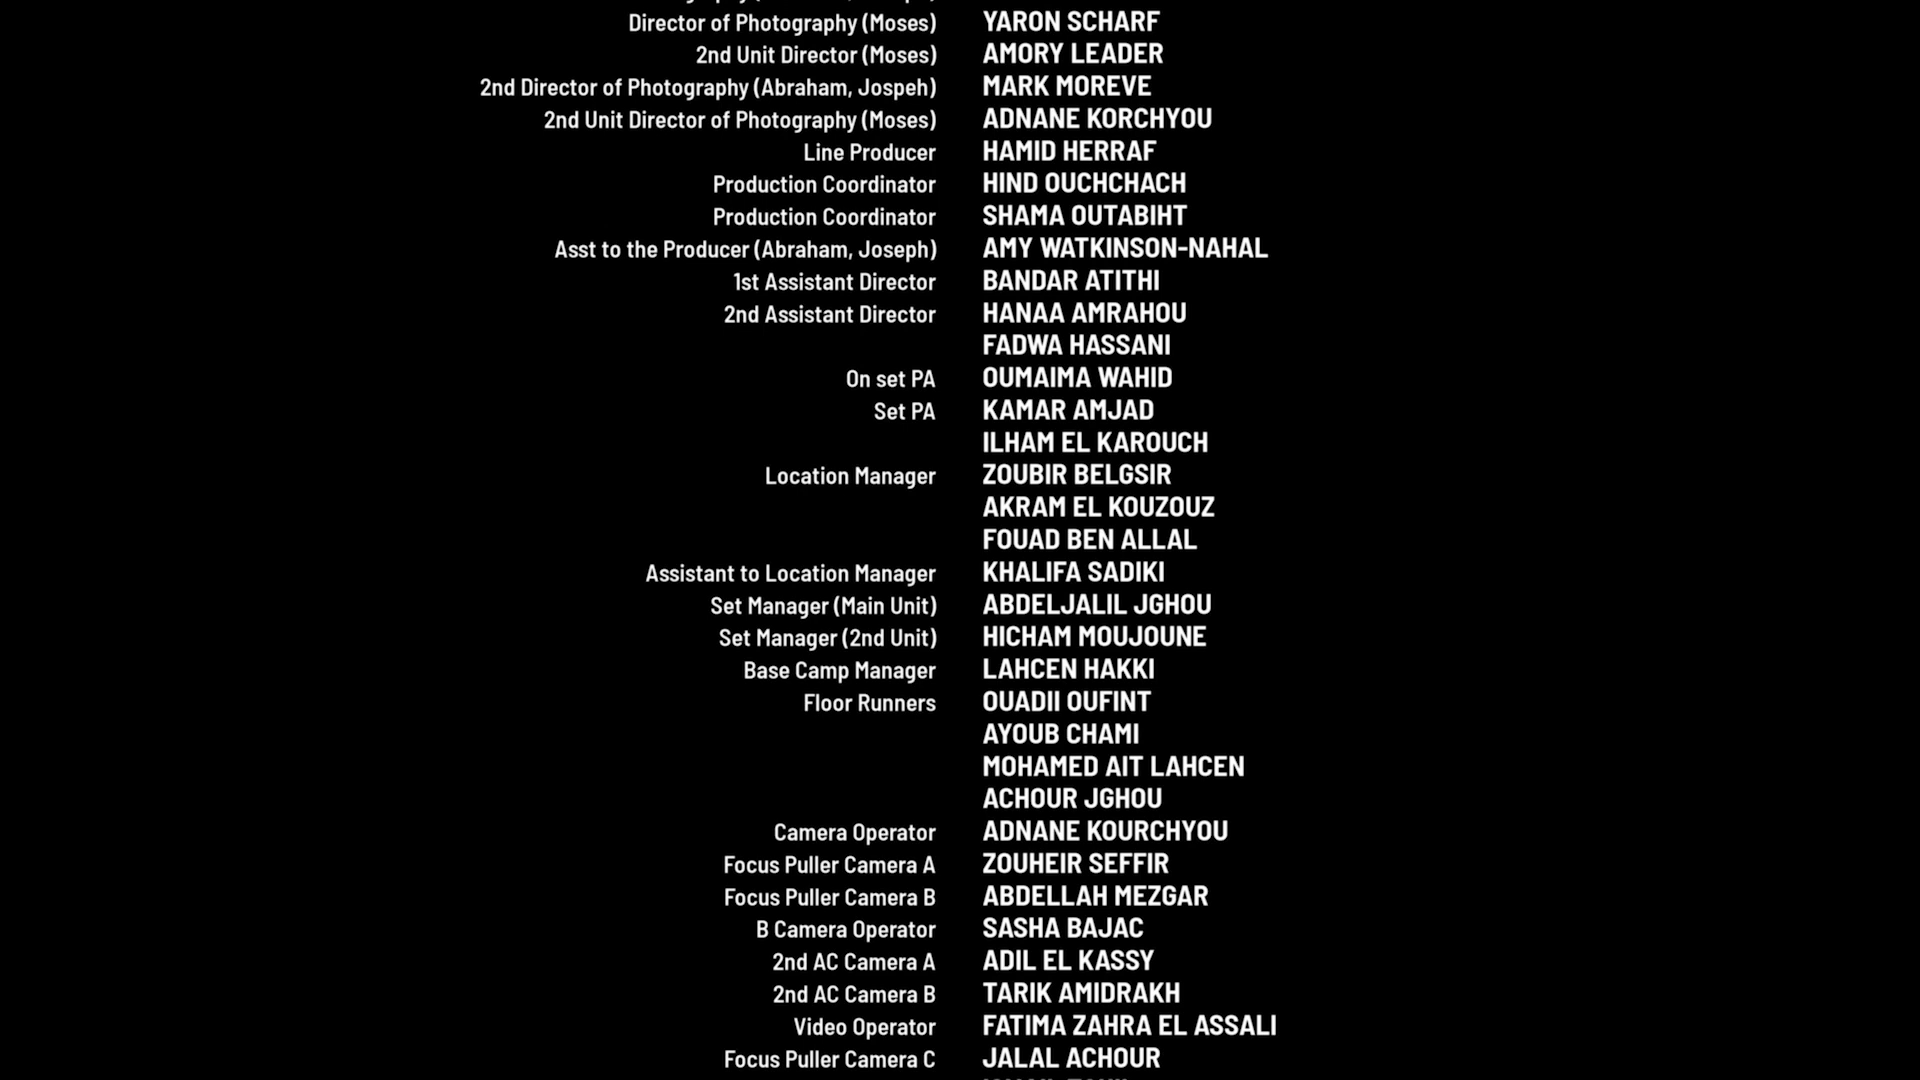 Director of Photography (Moses) YARON SCHARF
2nd Unit Director (Moses) AMORY LEADER
2nd Director of Photography (Abraham, Jospeh) MARK MOREVE
2nd Unit Director of Photography (Moses) ADNANE KORCHYOU
Line Producer HAMID HERRAF
Production Coordinator HIND OUCHCHACH
Production Coordinator SHAMA OUTABIHT
Asst to the Producer (Abraham, Joseph) AMY WATKINSON-NAHAL
1st Assistant Director BANDAR ATITHI
2nd Assistant Director HANAA AMRAHOU
FADWA HASSANI
On set PA OUMAIMA WAHID
Set PA KAMAR AMJAD
ILHAM EL KAROUCH
Location Manager ZOUBIR BELGSIR
AKRAM EL KOUZOUZ
FOUAD BEN ALLAL
Assistant to Location Manager KHALIFA SADIKI
Set Manager (Main Unit) ABDELJALIL JGHOU
Set Manager (2nd Unit) HICHAM MOUJOUNE
Base Camp Manager LAHCEN HAKKI
Floor Runners OUADII OUFINT
AYOUB CHAMI
MOHAMED AIT LAHCEN
ACHOUR JGHOU
Camera Operator ADNANE KOURCHYOU
Focus Puller Camera A ZOUHEIR SEFFIR
Focus Puller Camera B ABDELLAH MEZGAR
B Camera Operator SASHA BAJAC
2nd AC Camera A ADIL EL KASSY
2nd AC Camera B TARIK AMIDRAKH
Video Operator FATIMA ZAHRA EL ASSALI
Focus Puller Camera C JALAL ACHOUR